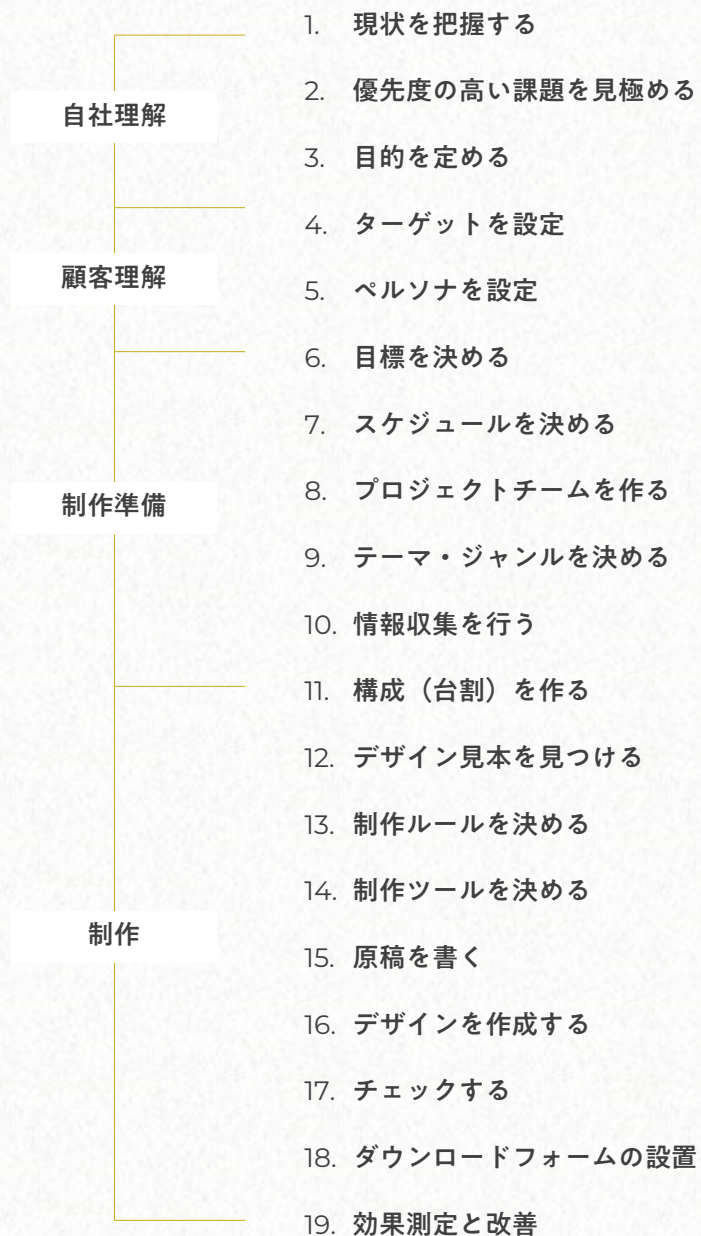 1. 現状を把握する
2. 優先度の高い課題を見極める
自社理解
3. 目的を定める
4. ターゲットを設定
顧客理解
5. ペルソナを設定
6. 目標を決める
7. スケジュールを決める
制作準備
8. プロジェクトチームを作る
9. テーマ・ジャンルを決める
10. 情報収集を行う
11. 構成（台割）を作る
12. デザイン見本を見つける
13. 制作ルールを決める
14. 制作ツールを決める
制作
15. 原稿を書く
16. デザインを作成する
17. チェックする
18. ダウンロードフォームの設置
19. 効果測定と改善